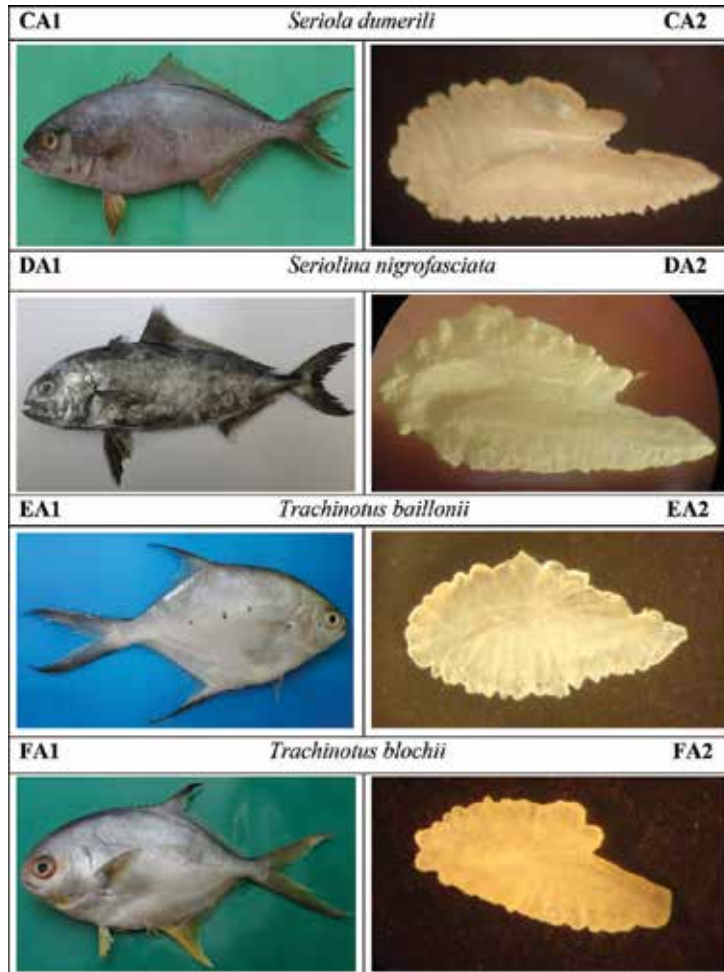 CA1 Seriola dumerili CA2
DA1 Seriolina nigrofasciata DA2
EA1 Trachinotus baillonii EA2
FA1 Trachinotus blochii FA2